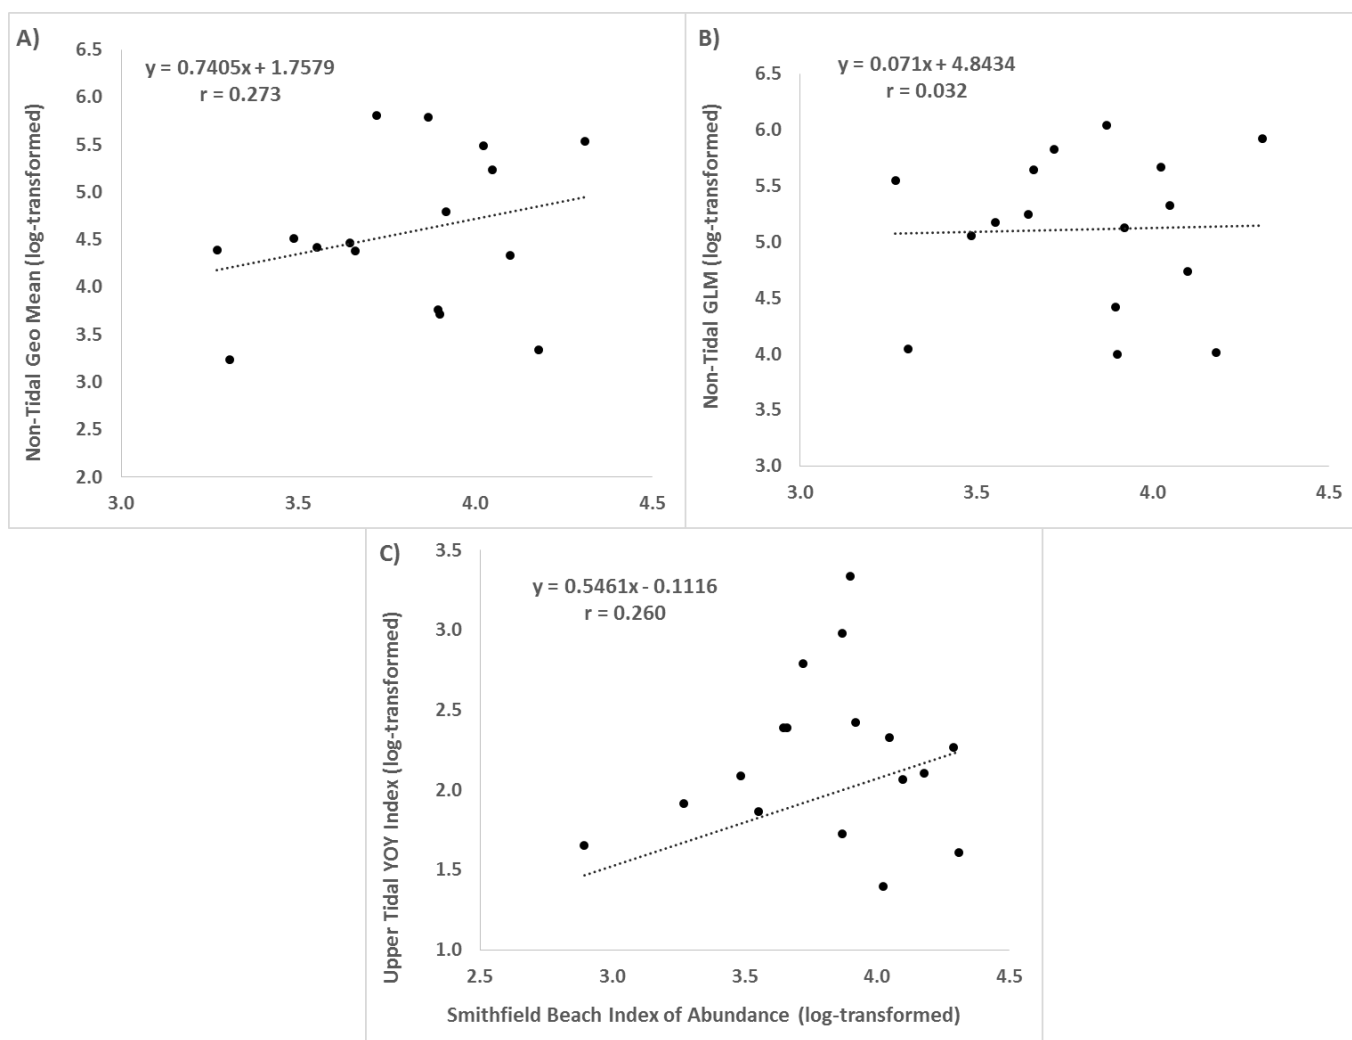 A)
y = 0.7405x + 1.7579
r = 0.273
Non-Tidal Geo Mean (log-transformed)
6.5
6.0
5.5
5.0
4.5
4.0
3.5
3.0
2.5
2.0
3.0 3.5 4.0 4.5
B)
y = 0.071x + 4.8434
r = 0.032
Non-Tidal GLM (log-transformed)
6.5
6.0
5.5
5.0
4.5
4.0
3.5
3.0
3.0 3.5 4.0 4.5
C)
y = 0.5461x - 0.1116
r = 0.260
Upper Tidal YOY Index (log-transformed)
3.5
3.0
2.5
2.0
1.5
1.0
2.5 3.0 3.5 4.0 4.5
Smithfield Beach Index of Abundance (log-transformed)